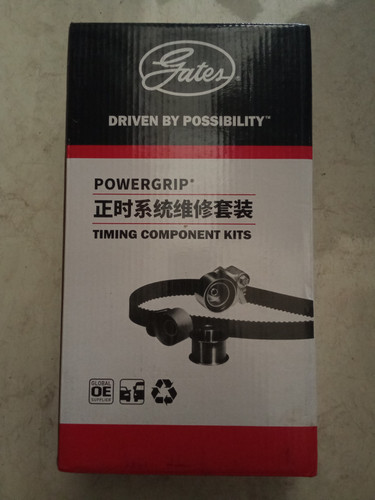 Gates®
DRIVEN BY POSSIBILITY™
POWERGRIP®
正时系统维修套装
TIMING COMPONENT KITS
GLOBAL
OE
SUPPLIER